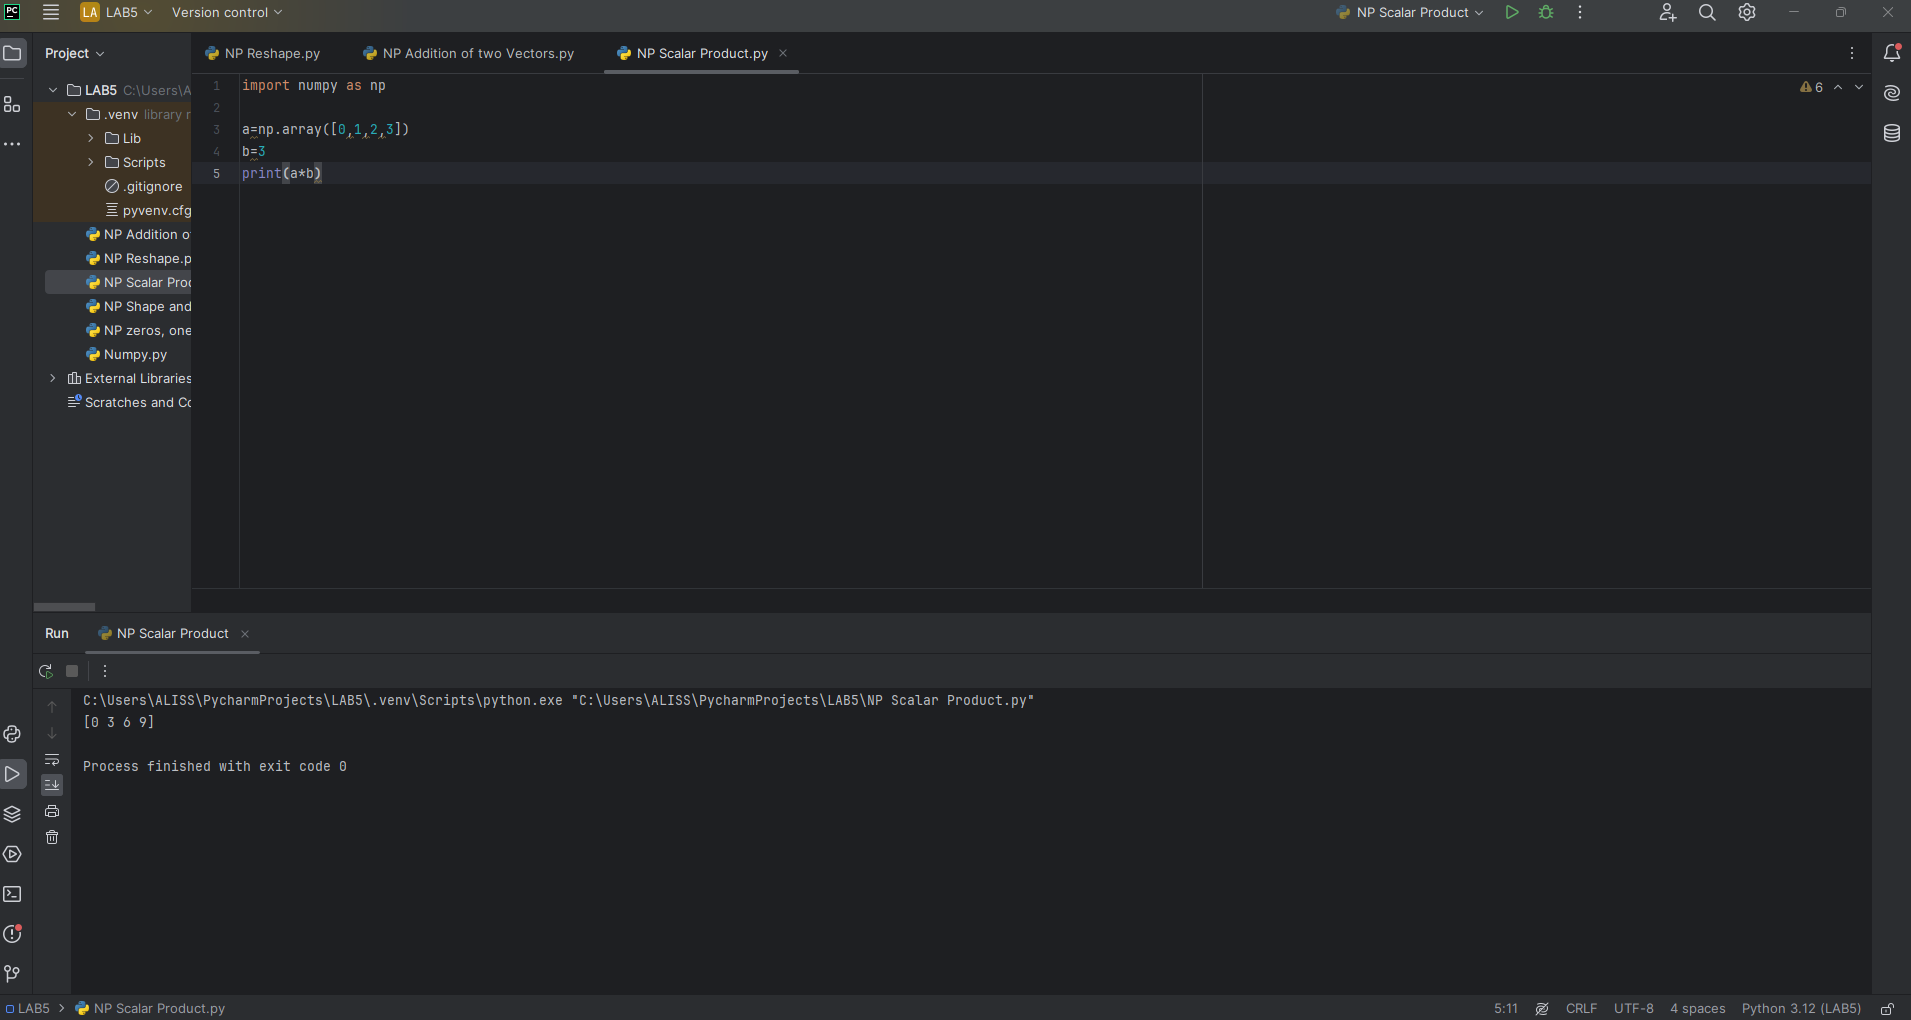 PC
LA LAB5 Version control
NP Scalar Product
Project
NP Reshape.py NP Addition of two Vectors.py NP Scalar Product.py
LAB5 C:\Users\A
.venv library r
Lib
Scripts
.gitignore
pyvenv.cfg
NP Addition o
NP Reshape.p
NP Scalar Proc
NP Shape and
NP zeros, one
Numpy.py
External Libraries
Scratches and Co
6
1 import numpy as np
2
3 a=np.array([0,1,2,3])
4 b=3
5 print(a*b)
Run NP Scalar Product
C:\Users\ALISS\PycharmProjects\LAB5\.venv\Scripts\python.exe "C:\Users\ALISS\PycharmProjects\LAB5\NP Scalar Product.py"
[0 3 6 9]
Process finished with exit code 0
LAB5 NP Scalar Product.py
5:11 CRLF UTF-8 4 spaces Python 3.12 (LAB5)